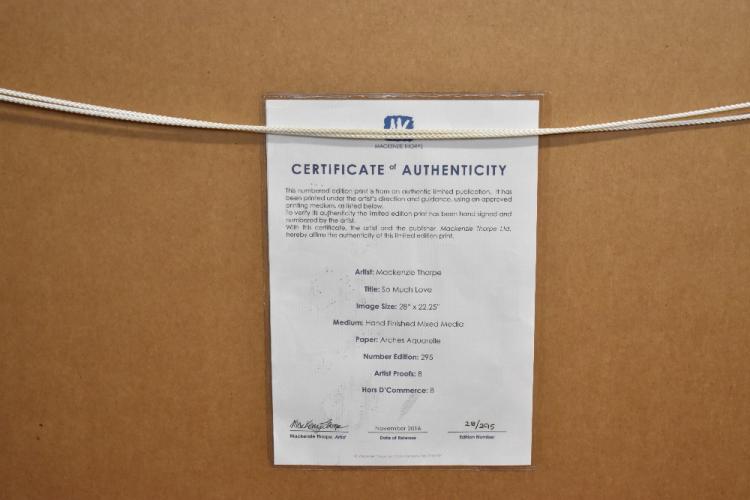 MACKENZIE THORPE
CERTIFICATE of AUTHENTICITY
This numbered edition print is from an authentic limited publication. It has
been printed under the artist's direction and guidance, using an approved
printing medium, as listed below.
To verify its authenticity the limited edition print has been hand signed and
numbered by the artist.
With this certificate, the artist and the publisher, Mackenzie Thorpe Ltd,
hereby affirms the authenticity of this limited edition print.
Artist: Mackenzie Thorpe
Title: So Much Love
Image Size: 28" x 22.25"
Medium: Hand Finished Mixed Media
Paper: Arches Aquarelle
Number Edition: 295
Artist Proofs: 8
Hors D'Commerce: 8
Mackenzie Thorpe
November 2016
28/295
Mackenzie Thorpe, Artist
Date of Release
Edition Number